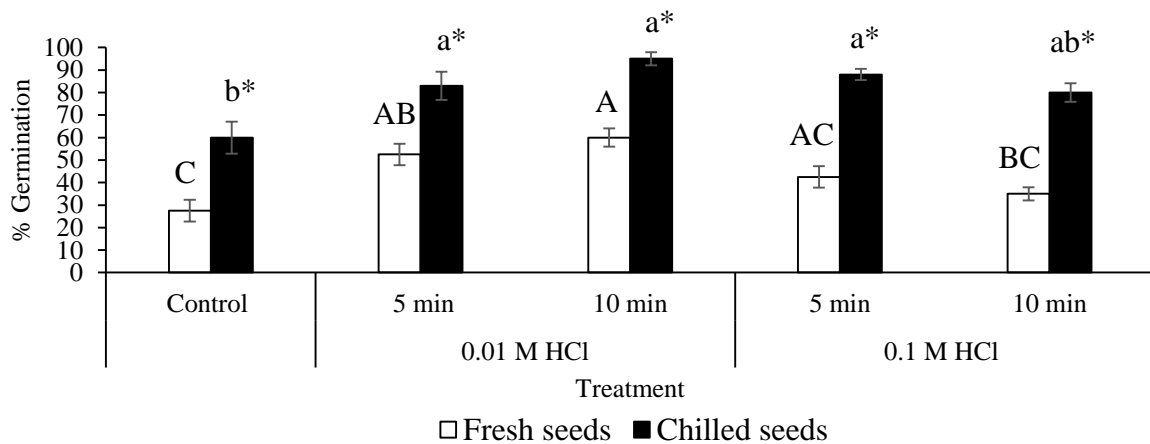 % Germination
100
90
80
70
60
50
40
30
20
10
0
C
b*
AB
a*
A
a*
AC
a*
BC
ab*
Control
5 min
10 min
5 min
10 min
0.01 M HCl
0.1 M HCl
Treatment
Fresh seeds
Chilled seeds